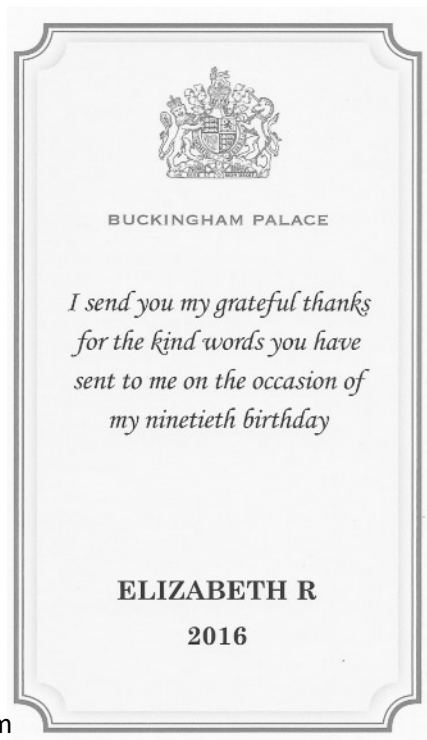 BUCKINGHAM PALACE
I send you my grateful thanks
for the kind words you have
sent to me on the occasion of
my ninetieth birthday
ELIZABETH R
2016
m